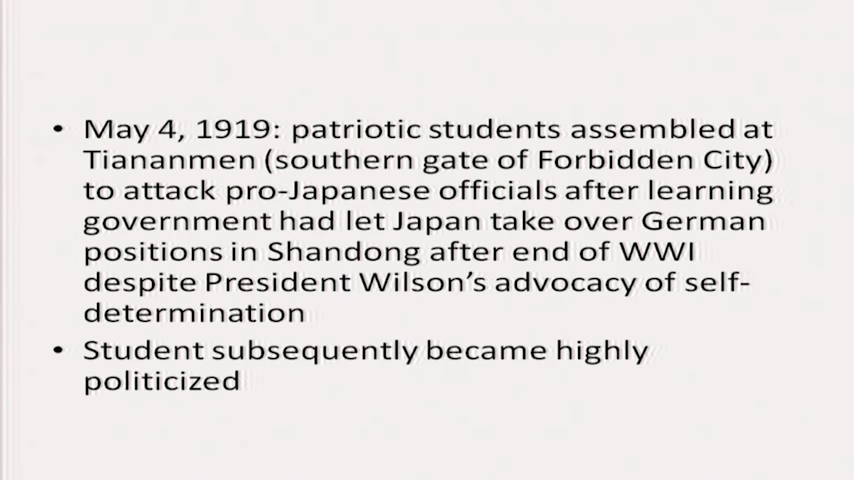 • May 4, 1919: patriotic students assembled at
Tiananmen (southern gate of Forbidden City)
to attack pro-Japanese officials after learning
government had let Japan take over German
positions in Shandong after end of WWI
despite President Wilson’s advocacy of self-
determination
• Student subsequently became highly
politicized